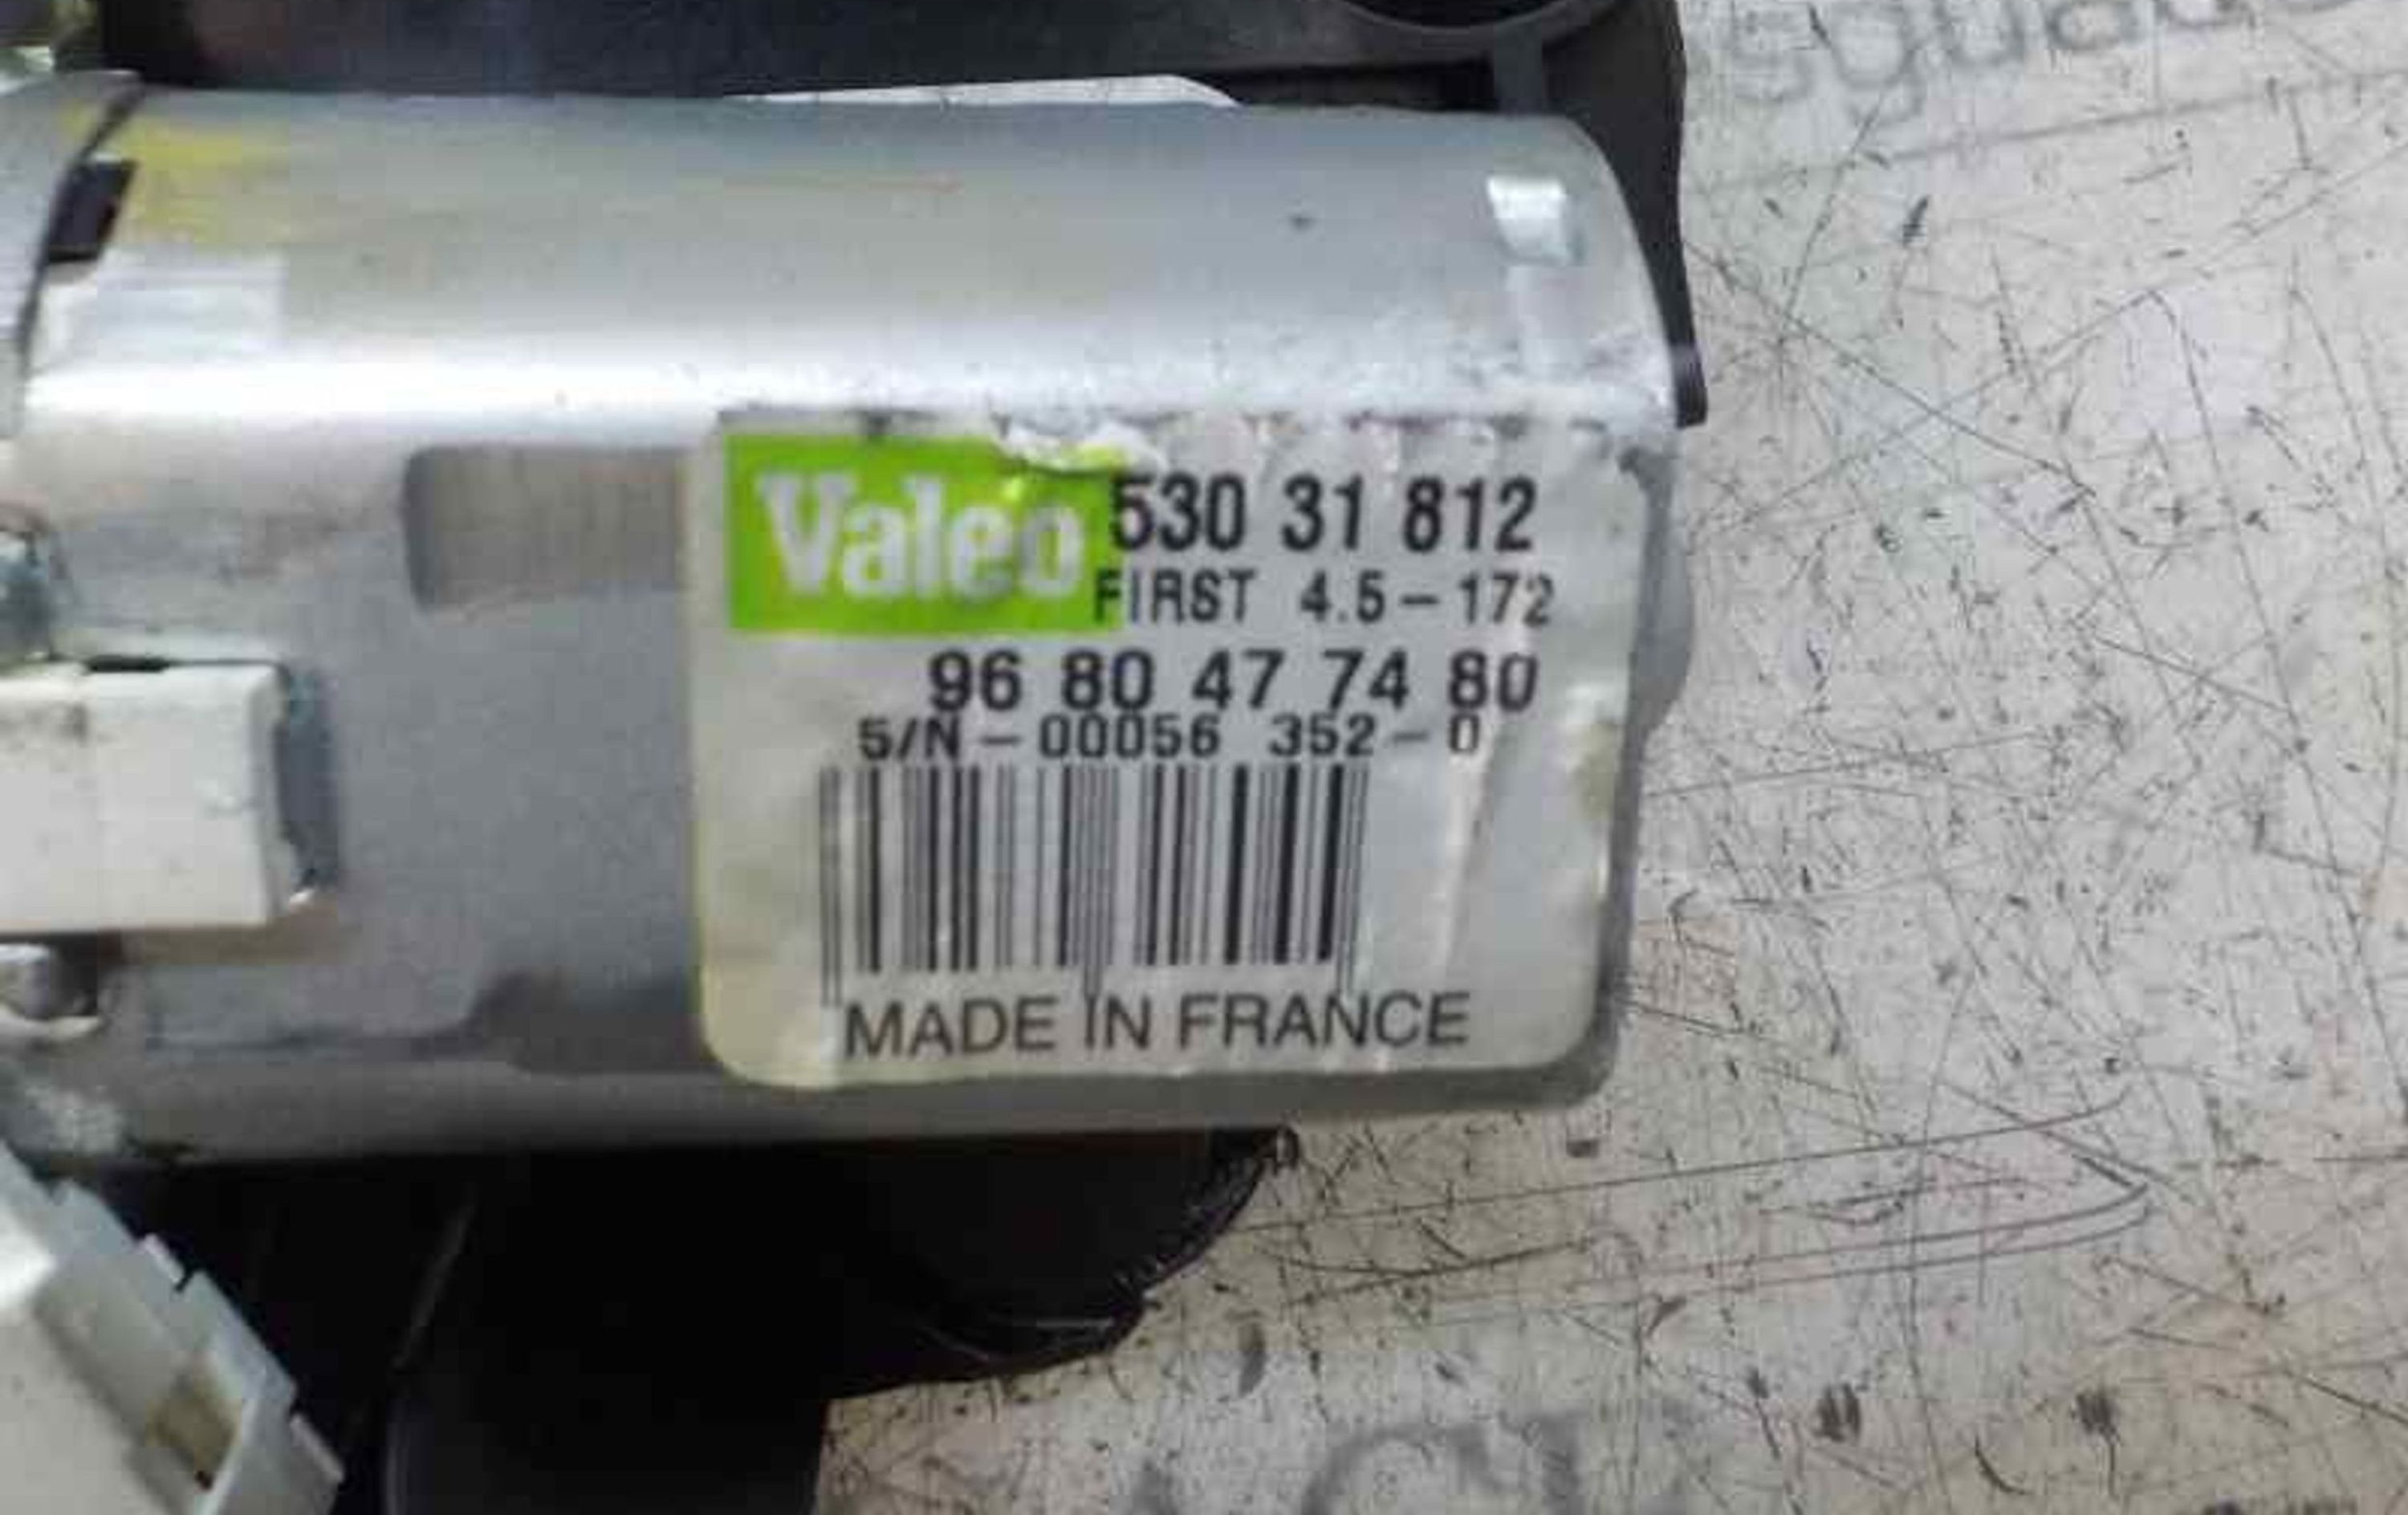 Valeo 530 31 812
FIRST 4.5-172
96 80 47 74 80
S/N-00056 352-0
MADE IN FRANCE